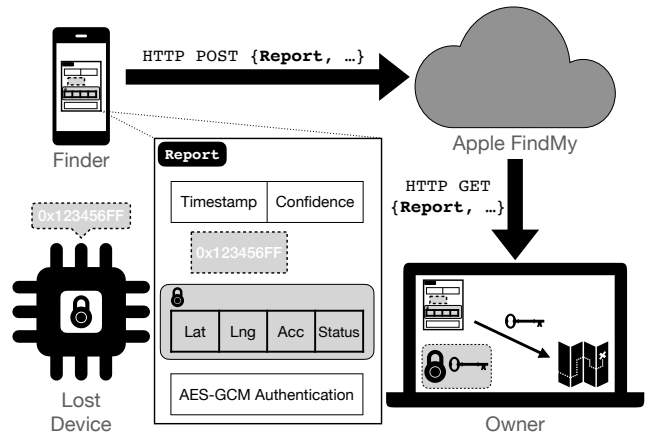 HTTP POST {Report, …}
Finder
Apple FindMy
Report
HTTP GET
{Report, …}
Timestamp Confidence
0x123456FF
0x123456FF
Lat Lng Acc Status
AES-GCM Authentication
Lost
Device
Owner